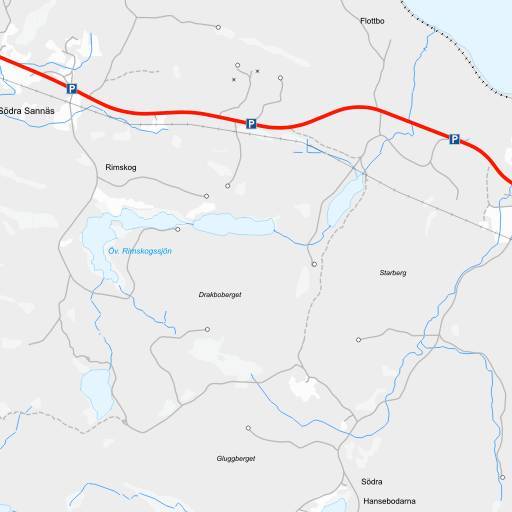 Flottbo
P
Södra Sannäs
P
P
Rimskog
Öv. Rimskogssjön
Starberg
Drakboberget
Gluggberget
Södra
Hansebodarna